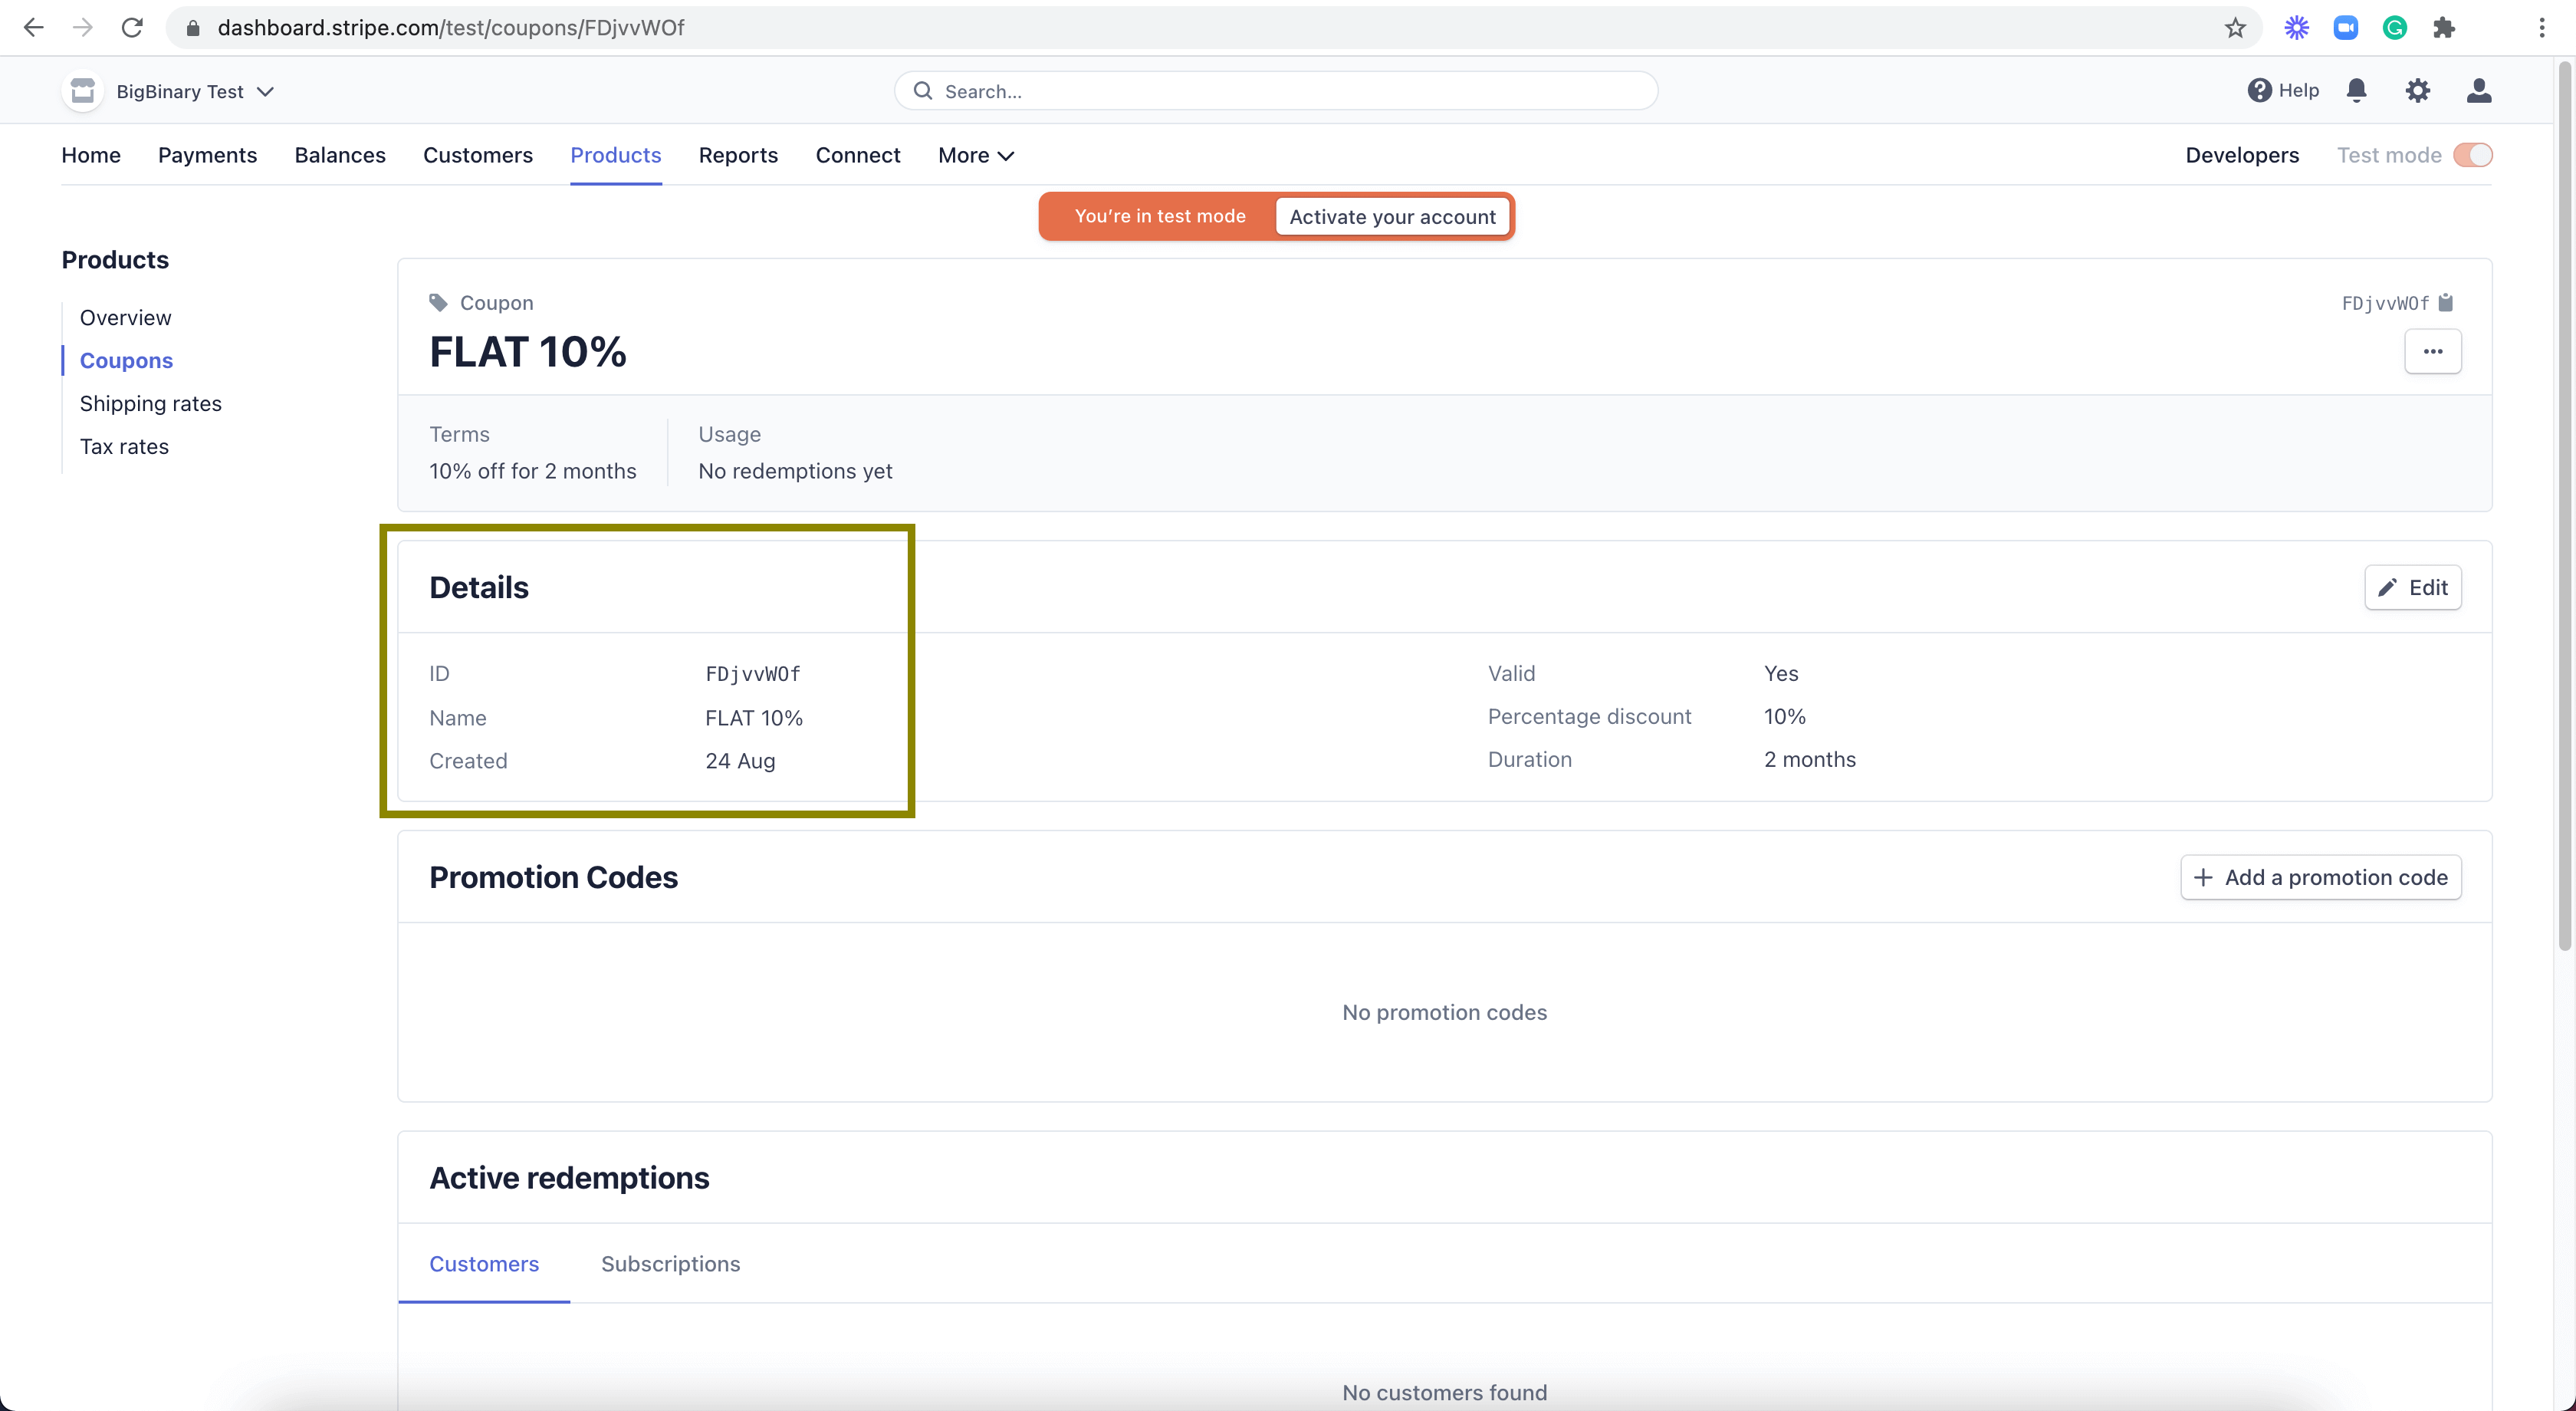 dashboard.stripe.com/test/coupons/FDjvvWOf
BigBinary Test
Search...
Help
Home Payments Balances Customers Products Reports Connect More
Developers Test mode
You're in test mode Activate your account
Products
Overview
Coupons
Shipping rates
Tax rates
Coupon
FDjvvWOf
FLAT 10%
Terms
10% off for 2 months
Usage
No redemptions yet
Details
Edit
ID FDjvvWOf
Name FLAT 10%
Created 24 Aug
Valid Yes
Percentage discount 10%
Duration 2 months
Promotion Codes
Add a promotion code
No promotion codes
Active redemptions
Customers Subscriptions
No customers found